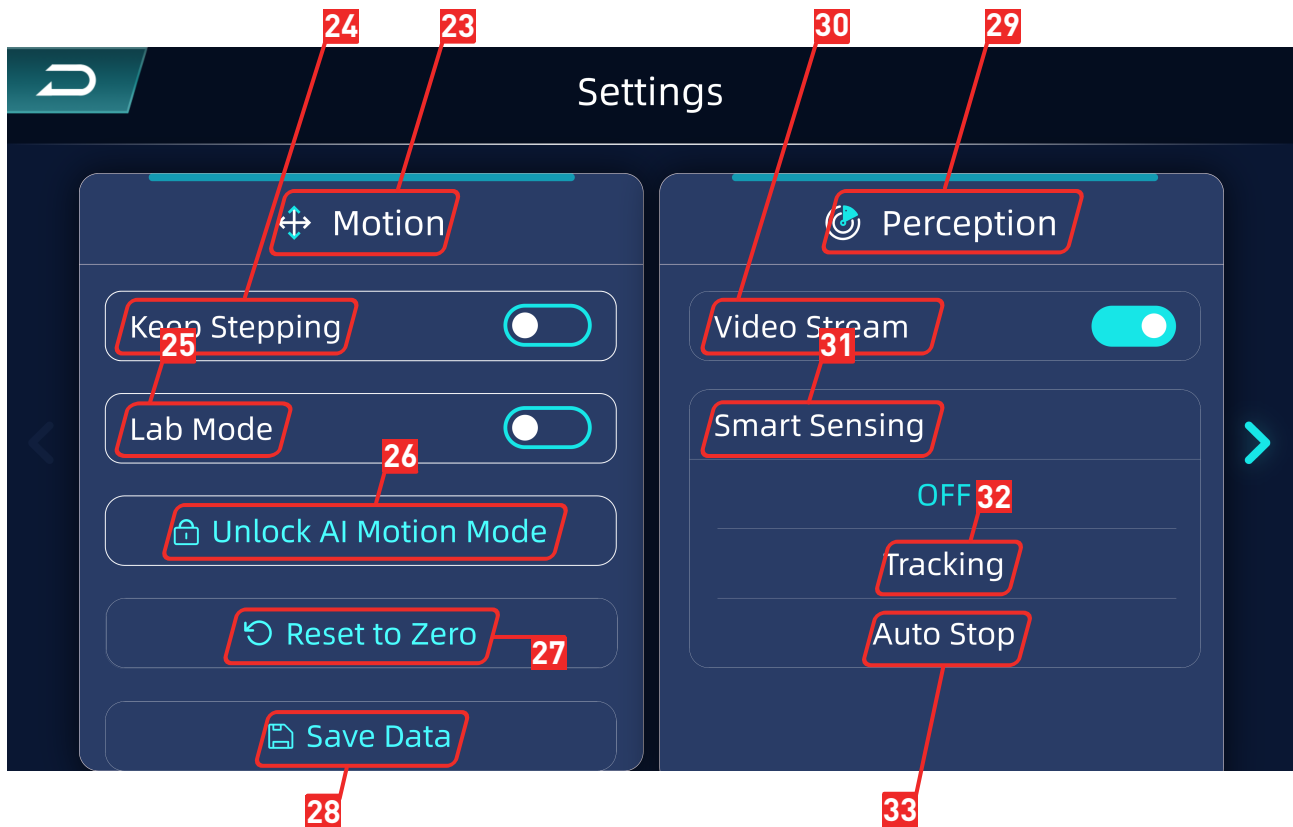 24
23
30
29
Settings
Motion
Keep Stepping
25
Lab Mode
26
Unlock AI Motion Mode
Reset to Zero
27
Save Data
28
Perception
Video Stream
31
Smart Sensing
OFF
32
Tracking
Auto Stop
33